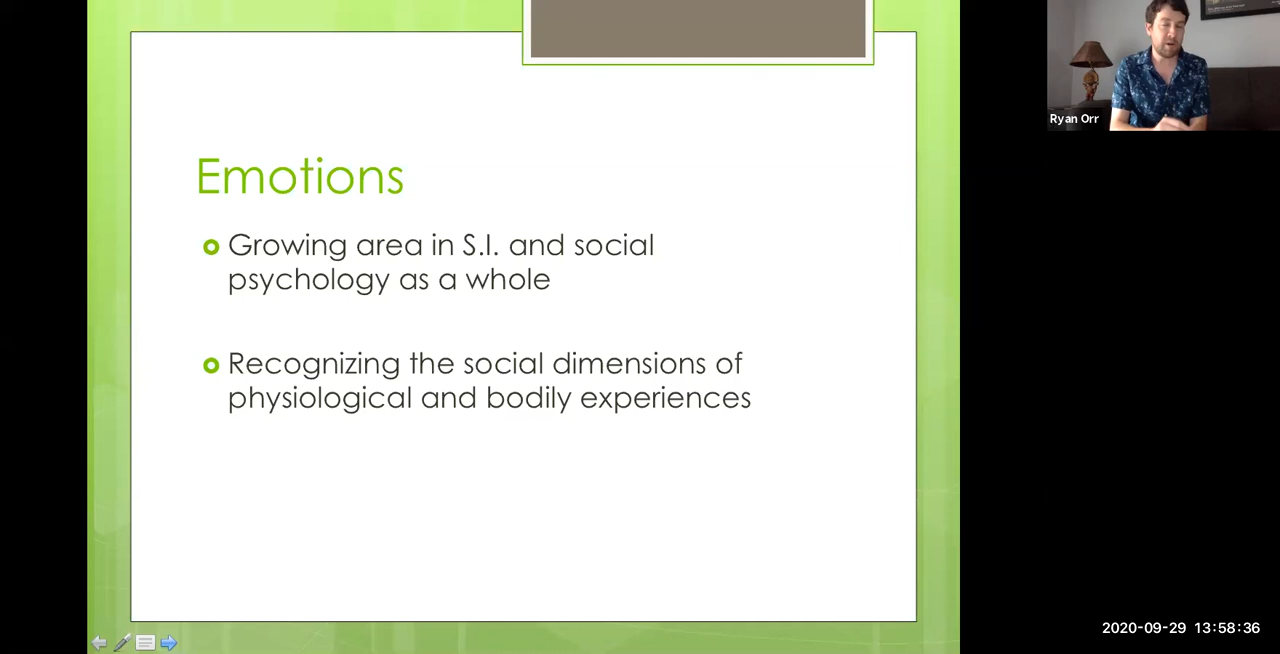 Emotions
Growing area in S.I. and social
psychology as a whole
Recognizing the social dimensions of
physiological and bodily experiences
Ryan Orr
2020-09-29 13:58:36